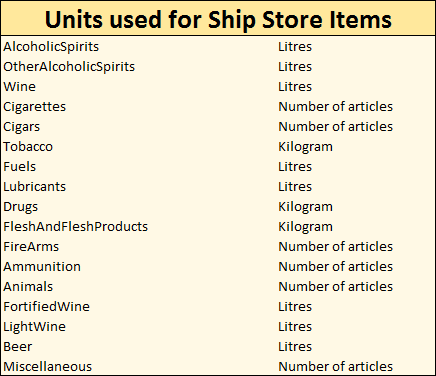 Units used for Ship Store Items
AlcoholicSpirits Litres
OtherAlcoholicSpirits Litres
Wine Litres
Cigarettes Number of articles
Cigars Number of articles
Tobacco Kilogram
Fuels Litres
Lubricants Litres
Drugs Kilogram
FleshAndFleshProducts Kilogram
FireArms Number of articles
Ammunition Number of articles
Animals Number of articles
FortifiedWine Litres
LightWine Litres
Beer Litres
Miscellaneous Number of articles